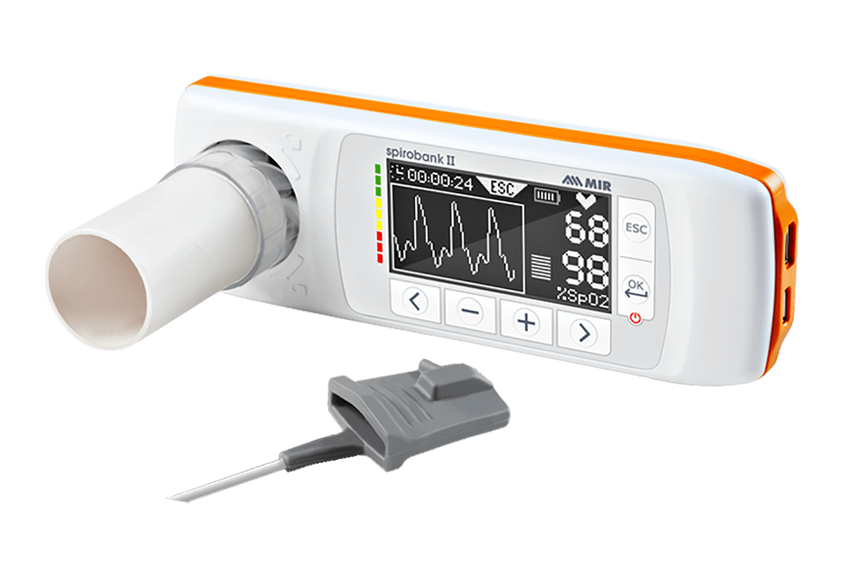 spirobank II
MIR
00:00:24 ESC
68
98
%SpO2
ESC
OK